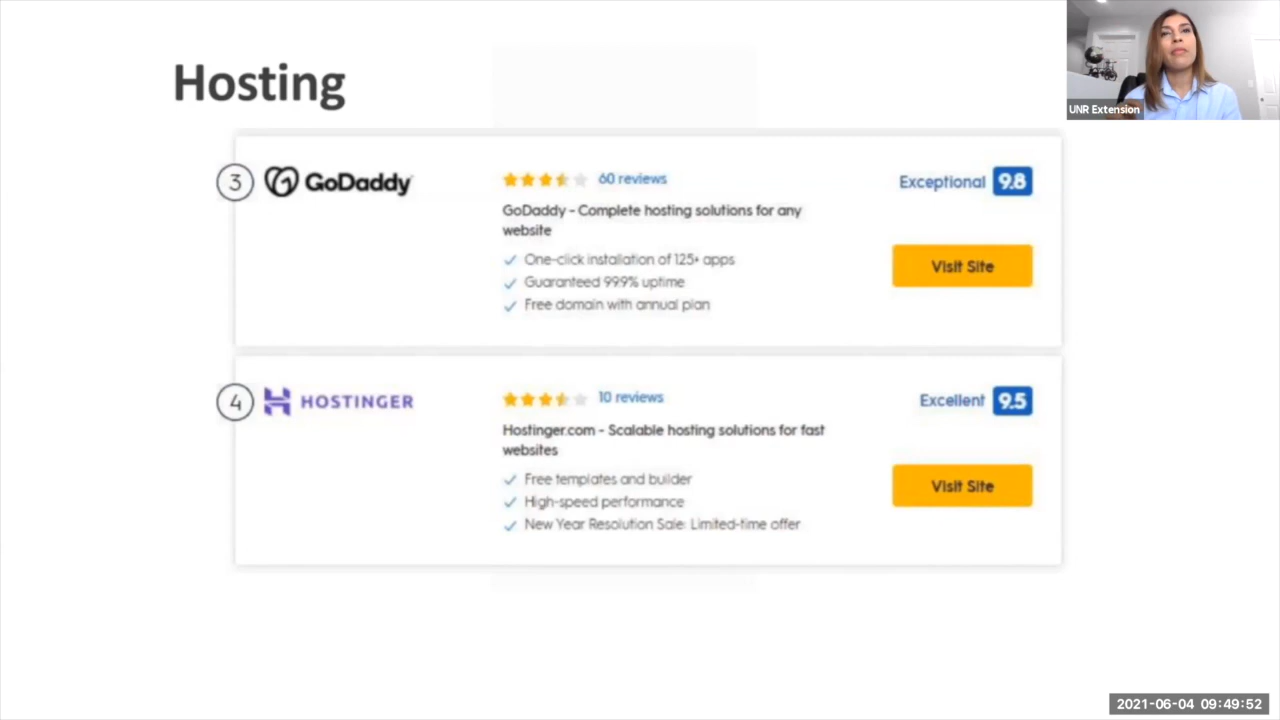 Hosting
UNR Extension
3
GoDaddy
60 reviews
Exceptional 9.8
GoDaddy - Complete hosting solutions for any
website
One-click installation of 125+ apps
Guaranteed 99.9% uptime
Free domain with annual plan
Visit Site
4
HOSTINGER
10 reviews
Excellent 9.5
Hostinger.com - Scalable hosting solutions for fast
websites
Free templates and builder
High-speed performance
New Year Resolution Sale: Limited-time offer
Visit Site
2021-06-04 09:49:52